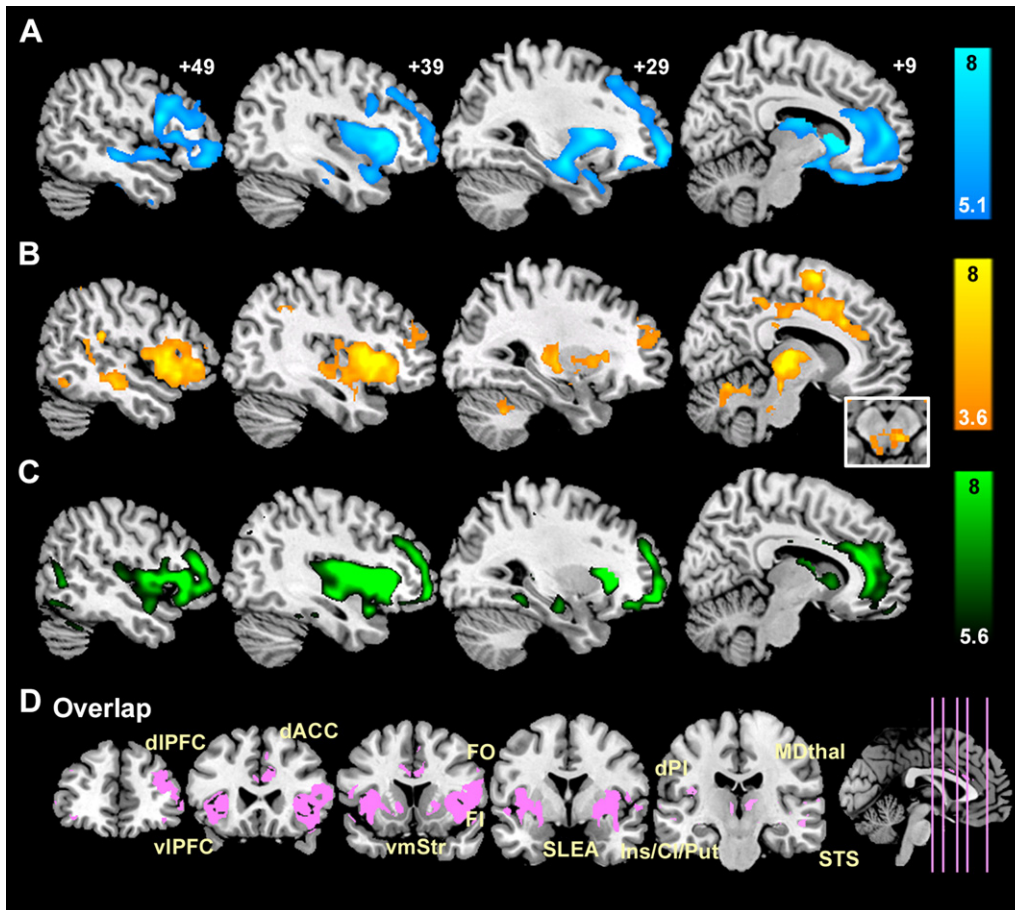 A
+49
+39
+29
+9
8
5.1
B
8
3.6
C
8
5.6
D Overlap
dlPFC
dACC
FO
dPI
MDthal
FI
vlPFC
vmStr
SLEA
Ins/Cl/Put
STS